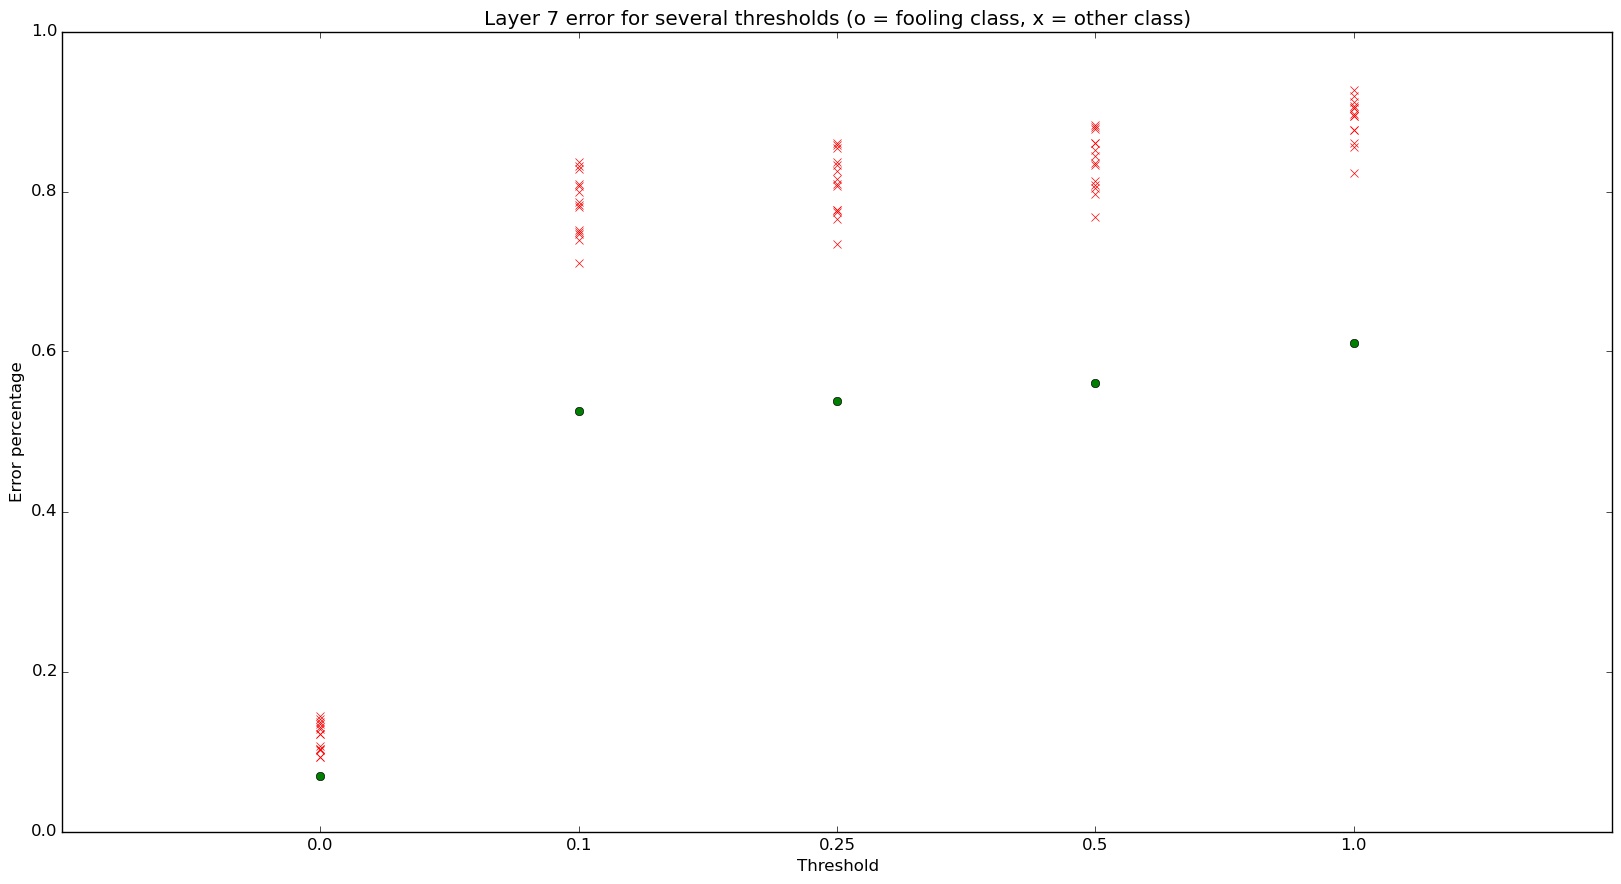 Layer 7 error for several thresholds (o = fooling class, x = other class)
1.0
0.8
0.6
0.4
0.2
0.0
Error percentage
0.0 0.1 0.25 0.5 1.0
Threshold